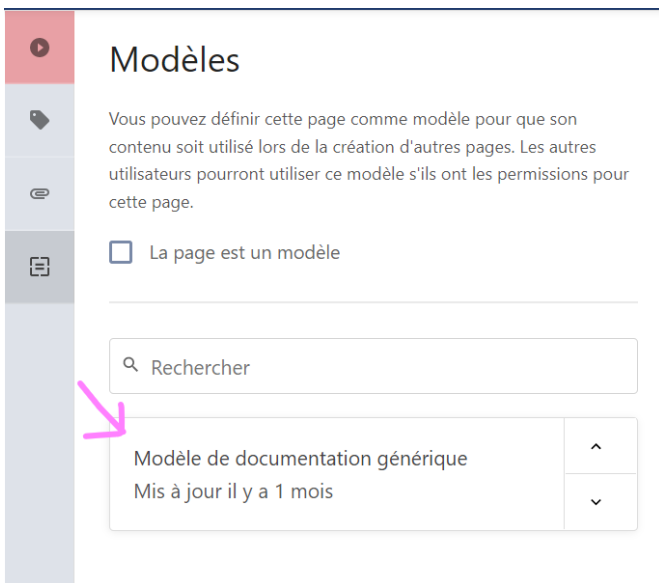 Modèles
Vous pouvez définir cette page comme modèle pour que son
contenu soit utilisé lors de la création d'autres pages. Les autres
utilisateurs pourront utiliser ce modèle s'ils ont les permissions pour
cette page.
La page est un modèle
Rechercher
Modèle de documentation générique
Mis à jour il y a 1 mois